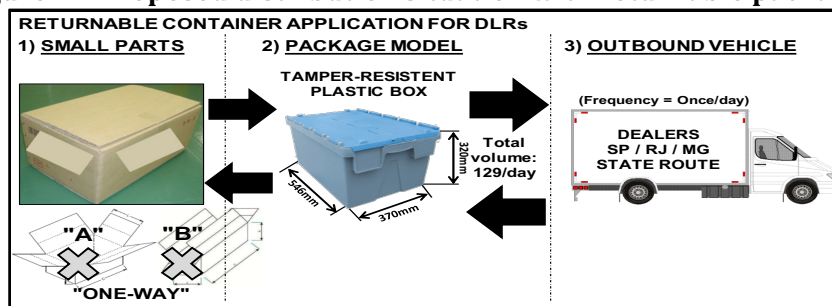 RETURNABLE CONTAINER APPLICATION FOR DLRs
1) SMALL PARTS
"A"
"B"
"ONE-WAY"
2) PACKAGE MODEL
TAMPER-RESISTENT
PLASTIC BOX
320mm
546mm
370mm
Total
volume:
129/day
3) OUTBOUND VEHICLE
(Frequency = Once/day)
DEALERS
SP / RJ / MG
STATE ROUTE